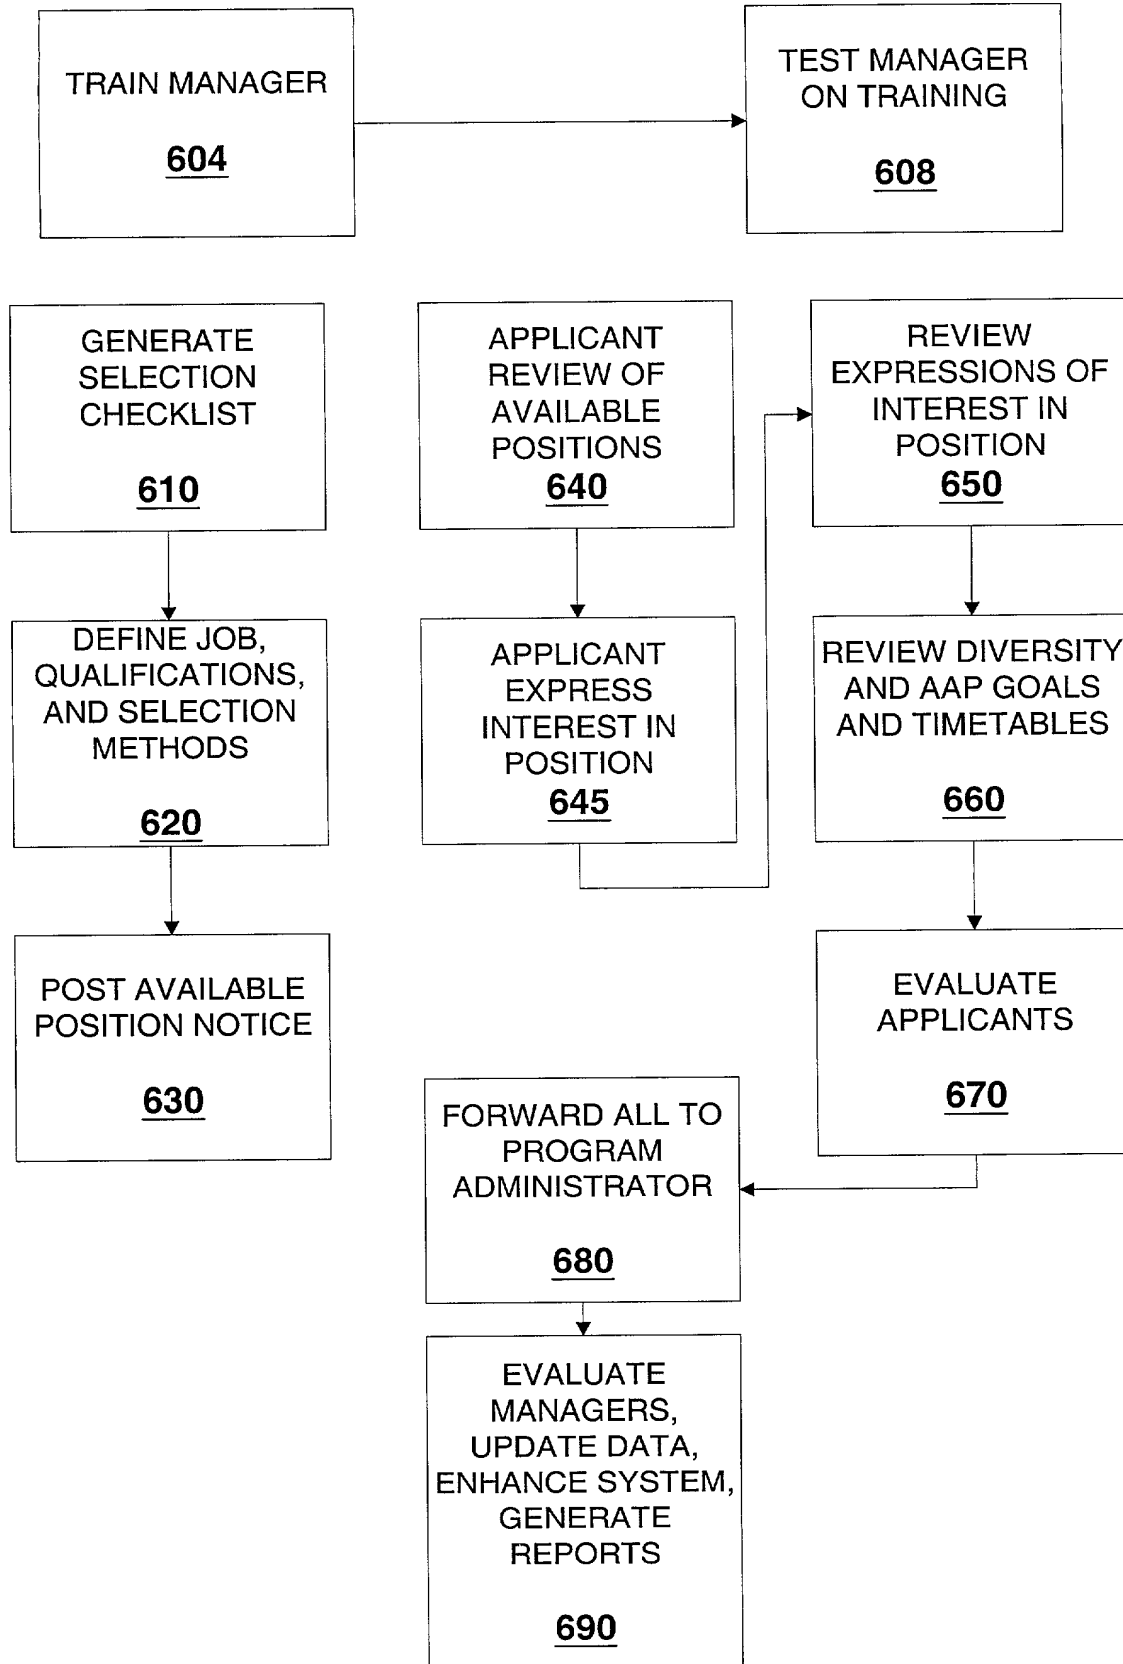 TRAIN MANAGER
604
TEST MANAGER
ON TRAINING
608
GENERATE
SELECTION
CHECKLIST
610
DEFINE JOB,
QUALIFICATIONS,
AND SELECTION
METHODS
620
POST AVAILABLE
POSITION NOTICE
630
APPLICANT
REVIEW OF
AVAILABLE
POSITIONS
640
APPLICANT
EXPRESS
INTEREST IN
POSITION
645
REVIEW
EXPRESSIONS OF
INTEREST IN
POSITION
650
REVIEW DIVERSITY
AND AAP GOALS
AND TIMETABLES
660
EVALUATE
APPLICANTS
670
FORWARD ALL TO
PROGRAM
ADMINISTRATOR
680
EVALUATE
MANAGERS,
UPDATE DATA,
ENHANCE SYSTEM,
GENERATE
REPORTS
690